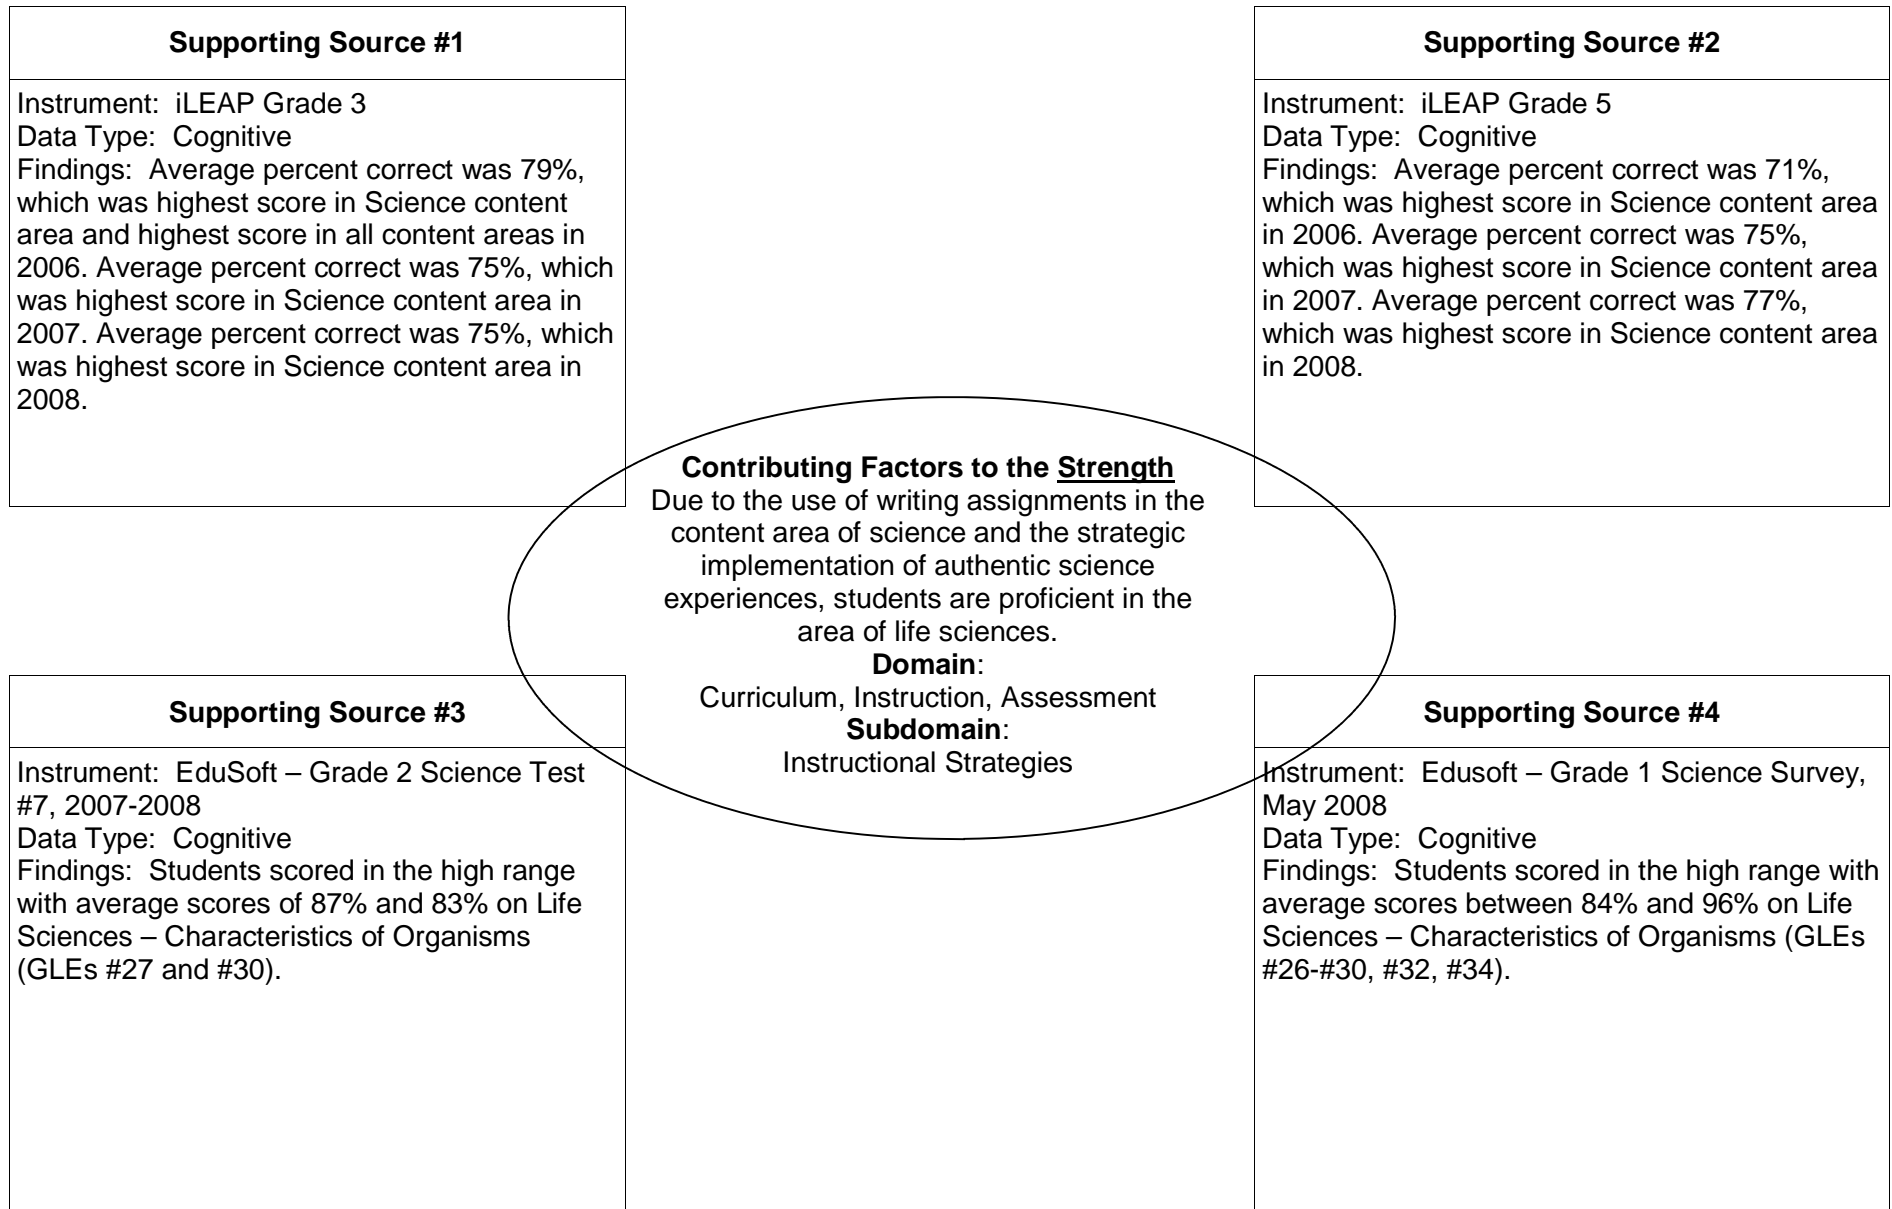 Supporting Source #1
Instrument: iLEAP Grade 3
Data Type: Cognitive
Findings: Average percent correct was 79%,
which was highest score in Science content
area and highest score in all content areas in
2006. Average percent correct was 75%, which
was highest score in Science content area in
2007. Average percent correct was 75%, which
was highest score in Science content area in
2008.
Supporting Source #2
Instrument: iLEAP Grade 5
Data Type: Cognitive
Findings: Average percent correct was 71%,
which was highest score in Science content area
in 2006. Average percent correct was 75%,
which was highest score in Science content area
in 2007. Average percent correct was 77%,
which was highest score in Science content area
in 2008.
Contributing Factors to the Strength
Due to the use of writing assignments in the
content area of science and the strategic
implementation of authentic science
experiences, students are proficient in the
area of life sciences.
Domain:
Curriculum, Instruction, Assessment
Subdomain:
Instructional Strategies
Supporting Source #3
Instrument: EduSoft – Grade 2 Science Test
#7, 2007-2008
Data Type: Cognitive
Findings: Students scored in the high range
with average scores of 87% and 83% on Life
Sciences – Characteristics of Organisms
(GLEs #27 and #30).
Supporting Source #4
Instrument: Edusoft – Grade 1 Science Survey,
May 2008
Data Type: Cognitive
Findings: Students scored in the high range with
average scores between 84% and 96% on Life
Sciences – Characteristics of Organisms (GLEs
#26-#30, #32, #34).